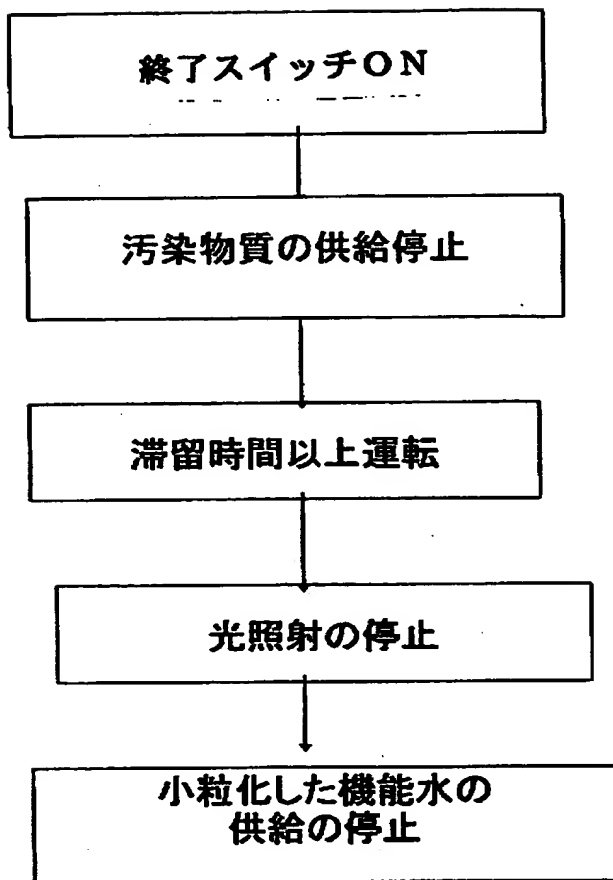 終了スイッチON
汚染物質の供給停止
滞留時間以上運転
光照射の停止
小粒化した機能水の
供給の停止